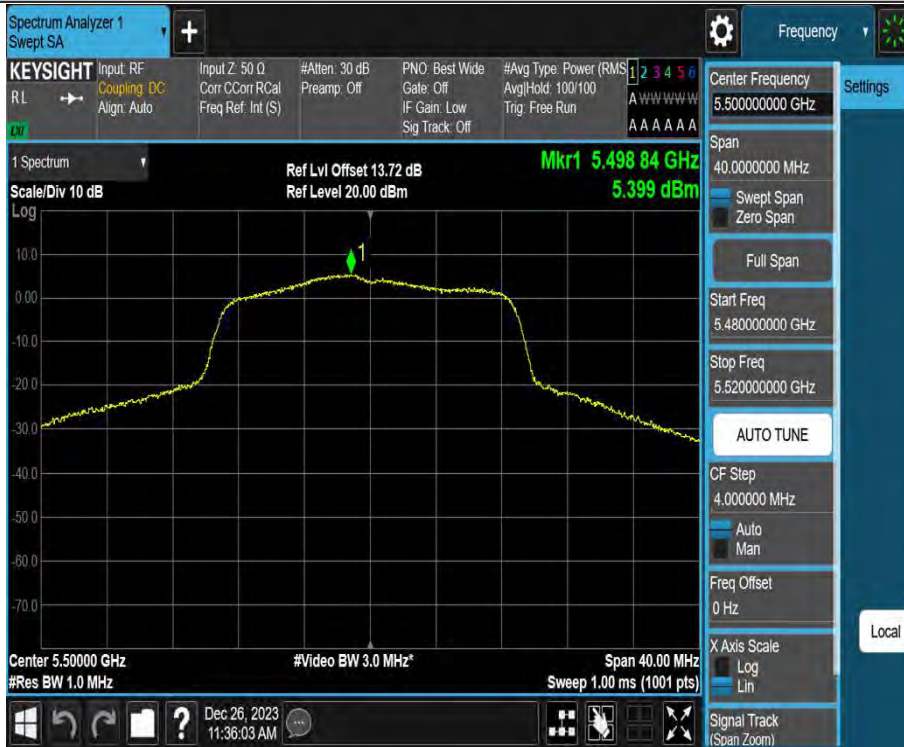 Spectrum Analyzer 1
Swept SA
+
Frequency
KEYSIGHT
RL
LXI
Input: RF
Coupling: DC
Align: Auto
Input Z: 50 Ω
Corr CCorr RCal
Freq Ref: Int (S)
#Atten: 30 dB
Preamp: Off
PNO: Best Wide
Gate: Off
IF Gain: Low
Sig Track: Off
#Avg Type: Power (RMS
Avg|Hold: 100/100
Trig: Free Run
1 2 3 4 5 6
A W W W W W
A A A A A A
Settings
Center Frequency
5.500000000 GHz
Span
40.0000000 MHz
Swept Span
Zero Span
Full Span
Start Freq
5.480000000 GHz
Stop Freq
5.520000000 GHz
AUTO TUNE
CF Step
4.000000 MHz
Auto
Man
Freq Offset
0 Hz
X Axis Scale
Log
Lin
Signal Track
(Span Zoom)
Local
1 Spectrum
Scale/Div 10 dB
Log
Ref Lvl Offset 13.72 dB
Ref Level 20.00 dBm
Mkr1 5.498 84 GHz
5.399 dBm
1
10.0
0.00
-10.0
-20.0
-30.0
-40.0
-50.0
-60.0
-70.0
Center 5.50000 GHz
#Video BW 3.0 MHz*
Span 40.00 MHz
#Res BW 1.0 MHz
Sweep 1.00 ms (1001 pts)
?
Dec 26, 2023
11:36:03 AM